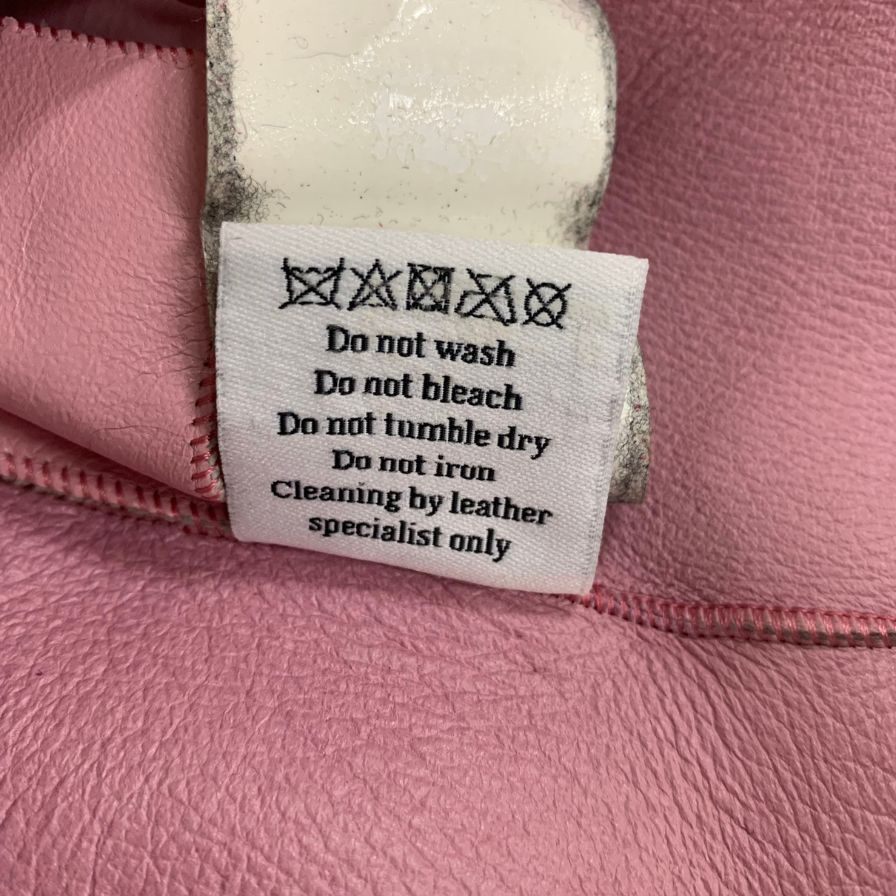 Do not wash
Do not bleach
Do not tumble dry
Do not iron
Cleaning by leather
specialist only